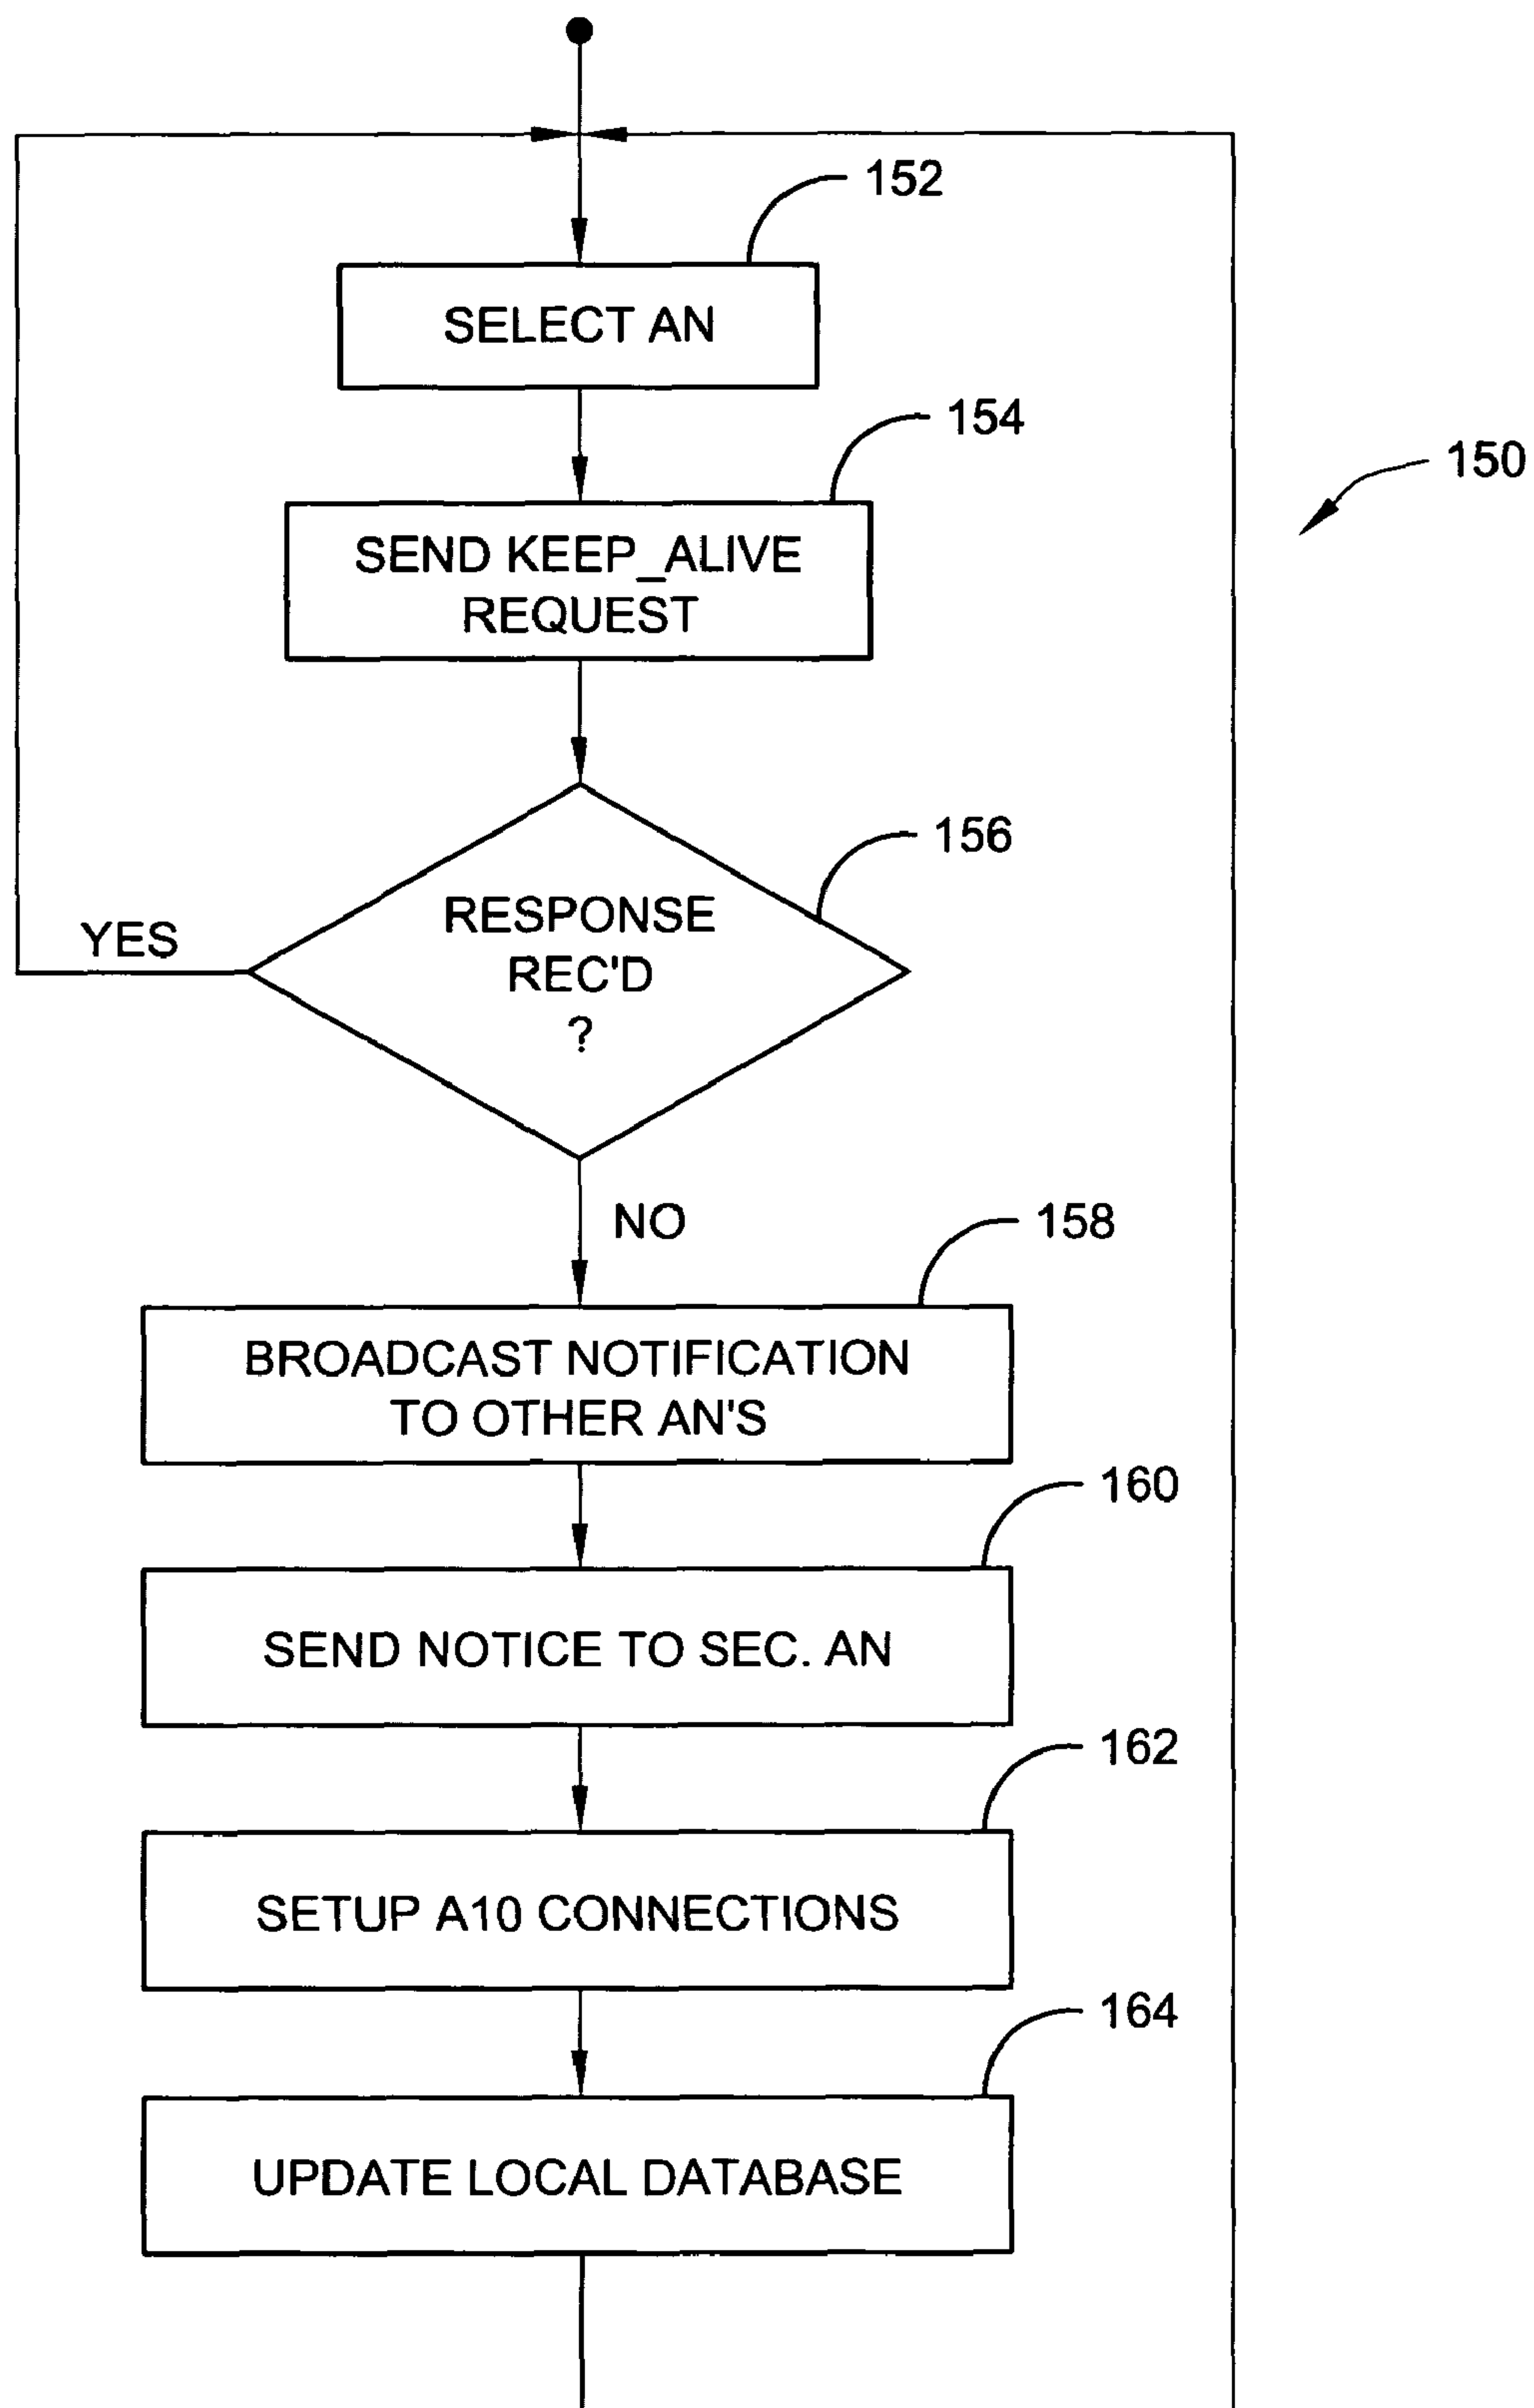 152
SELECT AN
154
150
SEND KEEP_ALIVE
REQUEST
156
RESPONSE
REC'D
?
YES
NO
158
BROADCAST NOTIFICATION
TO OTHER AN'S
160
SEND NOTICE TO SEC. AN
162
SETUP A10 CONNECTIONS
164
UPDATE LOCAL DATABASE